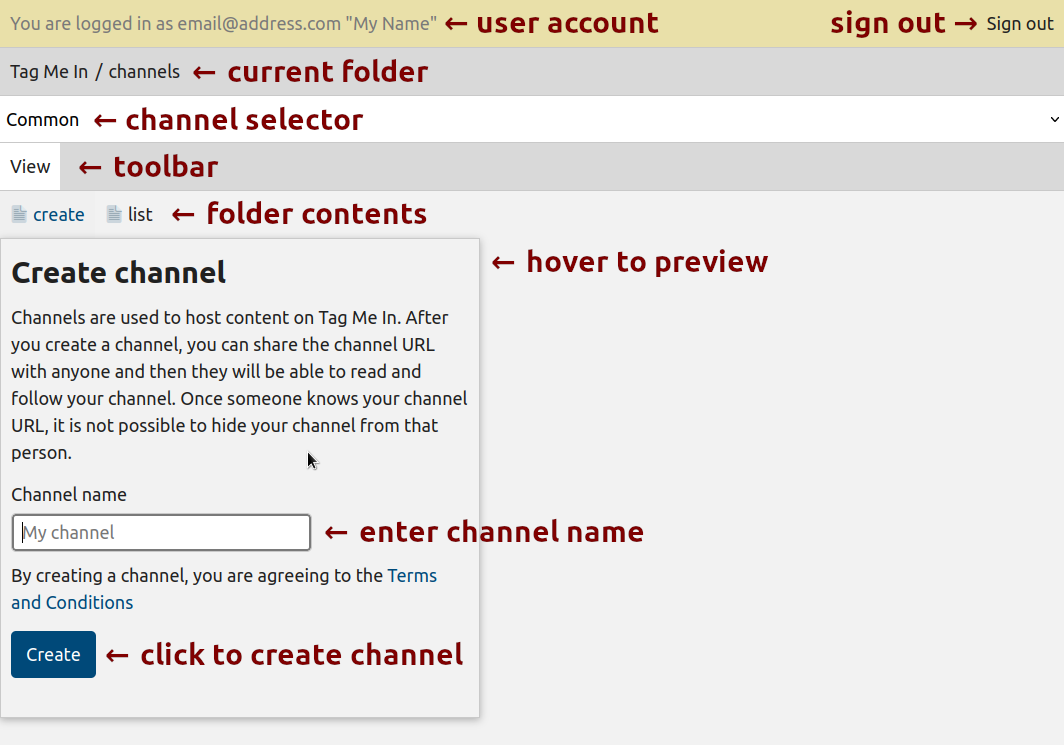 You are logged in as email@address.com "My Name" ← user account sign out → Sign out
Tag Me In / channels ← current folder
Common ← channel selector
View ← toolbar
create list ← folder contents
← hover to preview
Create channel
Channels are used to host content on Tag Me In. After
you create a channel, you can share the channel URL
with anyone and then they will be able to read and
follow your channel. Once someone knows your channel
URL, it is not possible to hide your channel from that
person.
Channel name
My channel ← enter channel name
By creating a channel, you are agreeing to the Terms
and Conditions
Create ← click to create channel